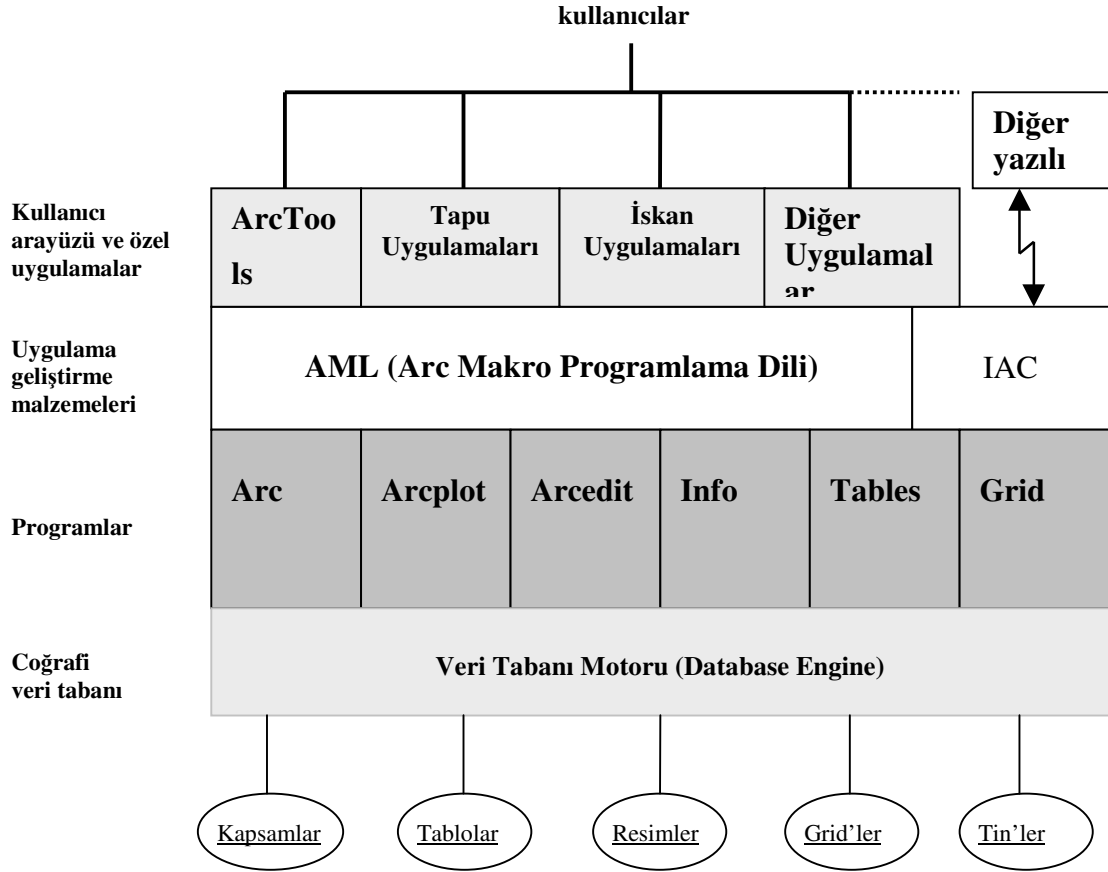 kullanıcılar
Diğer
yazılı
Kullanıcı
arayüzü ve özel
uygulamalar
ArcToo
ls
Tapu
Uygulamaları
İskan
Uygulamaları
Diğer
Uygulamal
ar
Uygulama
geliştirme
malzemeleri
AML (Arc Makro Programlama Dili)
IAC
Programlar
Arc
Arcplot
Arcedit
Info
Tables
Grid
Coğrafi
veri tabanı
Veri Tabanı Motoru (Database Engine)
Kapsamlar
Tablolar
Resimler
Grid’ler
Tin’ler